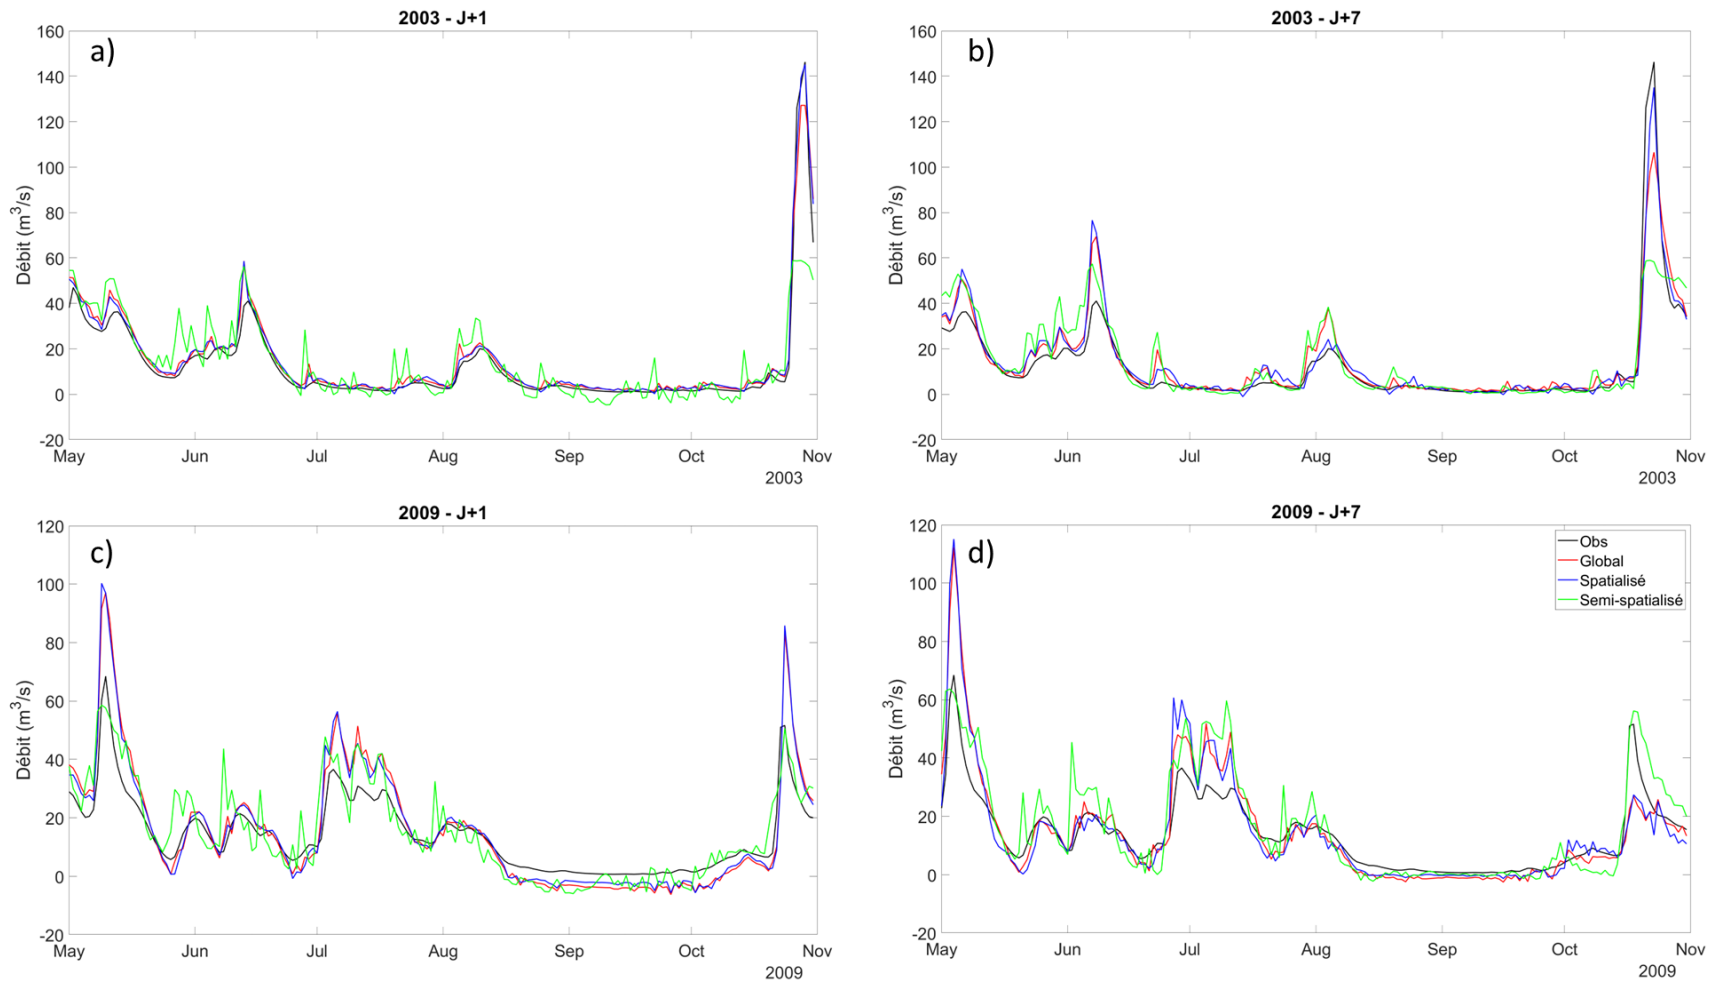 2003 - J+1
a)
160
140
120
100
80
60
40
20
0
-20
Débit (m³/s)
May Jun Jul Aug Sep Oct Nov
2003
2003 - J+7
b)
160
140
120
100
80
60
40
20
0
-20
Débit (m³/s)
May Jun Jul Aug Sep Oct Nov
2003
2009 - J+1
c)
120
100
80
60
40
20
0
-20
Débit (m³/s)
May Jun Jul Aug Sep Oct Nov
2009
2009 - J+7
d)
120
100
80
60
40
20
0
-20
Débit (m³/s)
Obs
Global
Spatialisé
Semi-spatialisé
May Jun Jul Aug Sep Oct Nov
2009